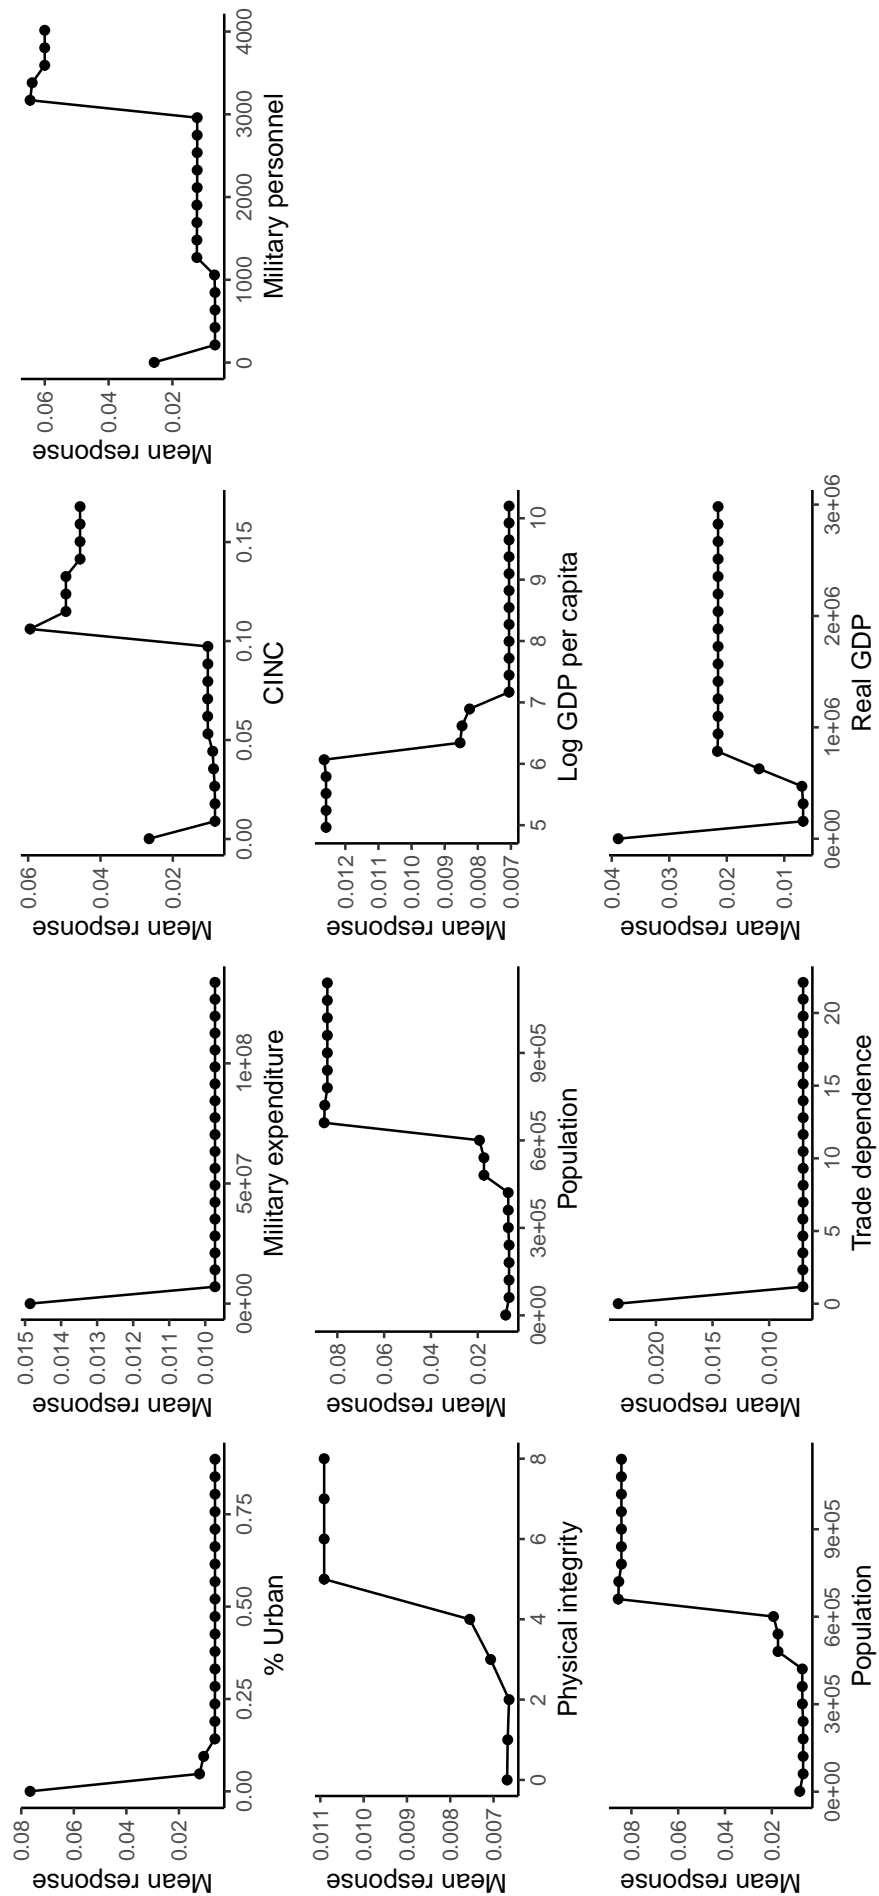 Mean response
0.08
0.06
0.04
0.02
0.00 0.25 0.50 0.75
% Urban
Mean response
0.015
0.014
0.013
0.012
0.011
0.010
0e+00 5e+07 1e+08
Military expenditure
Mean response
0.06
0.04
0.02
0.00 0.05 0.10 0.15
CINC
Mean response
0.06
0.04
0.02
0 1000 2000 3000 4000
Military personnel
Mean response
0.011
0.010
0.009
0.008
0.007
0 2 4 6 8
Physical integrity
Mean response
0.08
0.06
0.04
0.02
0e+00 3e+05 6e+05 9e+05
Population
Mean response
0.012
0.011
0.010
0.009
0.008
0.007
5 6 7 8 9 10
Log GDP per capita
Mean response
0.08
0.06
0.04
0.02
0e+00 3e+05 6e+05 9e+05
Population
Mean response
0.020
0.015
0.010
0 5 10 15 20
Trade dependence
Mean response
0.04
0.03
0.02
0.01
0e+00 1e+06 2e+06 3e+06
Real GDP